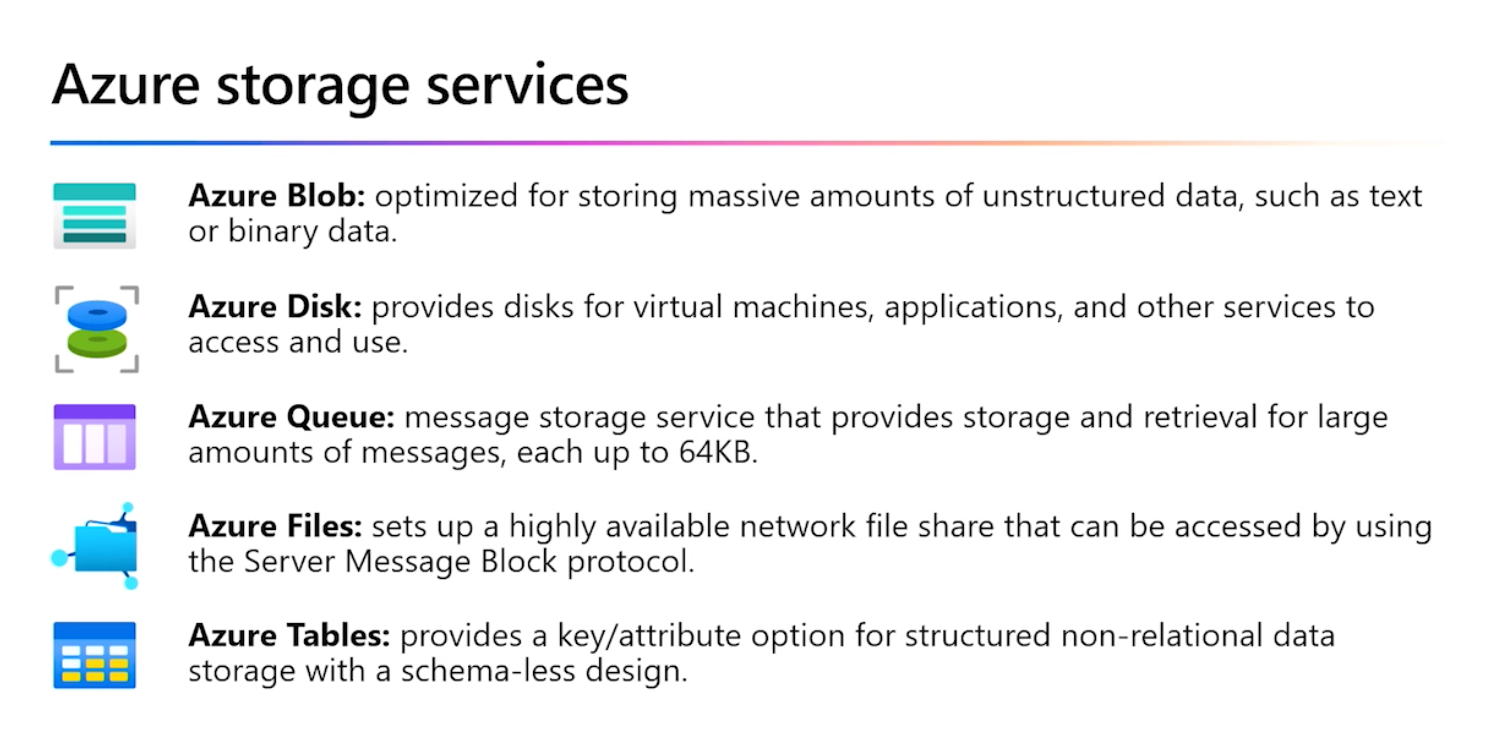 Azure storage services
Azure Blob: optimized for storing massive amounts of unstructured data, such as text
or binary data.
Azure Disk: provides disks for virtual machines, applications, and other services to
access and use.
Azure Queue: message storage service that provides storage and retrieval for large
amounts of messages, each up to 64KB.
Azure Files: sets up a highly available network file share that can be accessed by using
the Server Message Block protocol.
Azure Tables: provides a key/attribute option for structured non-relational data
storage with a schema-less design.